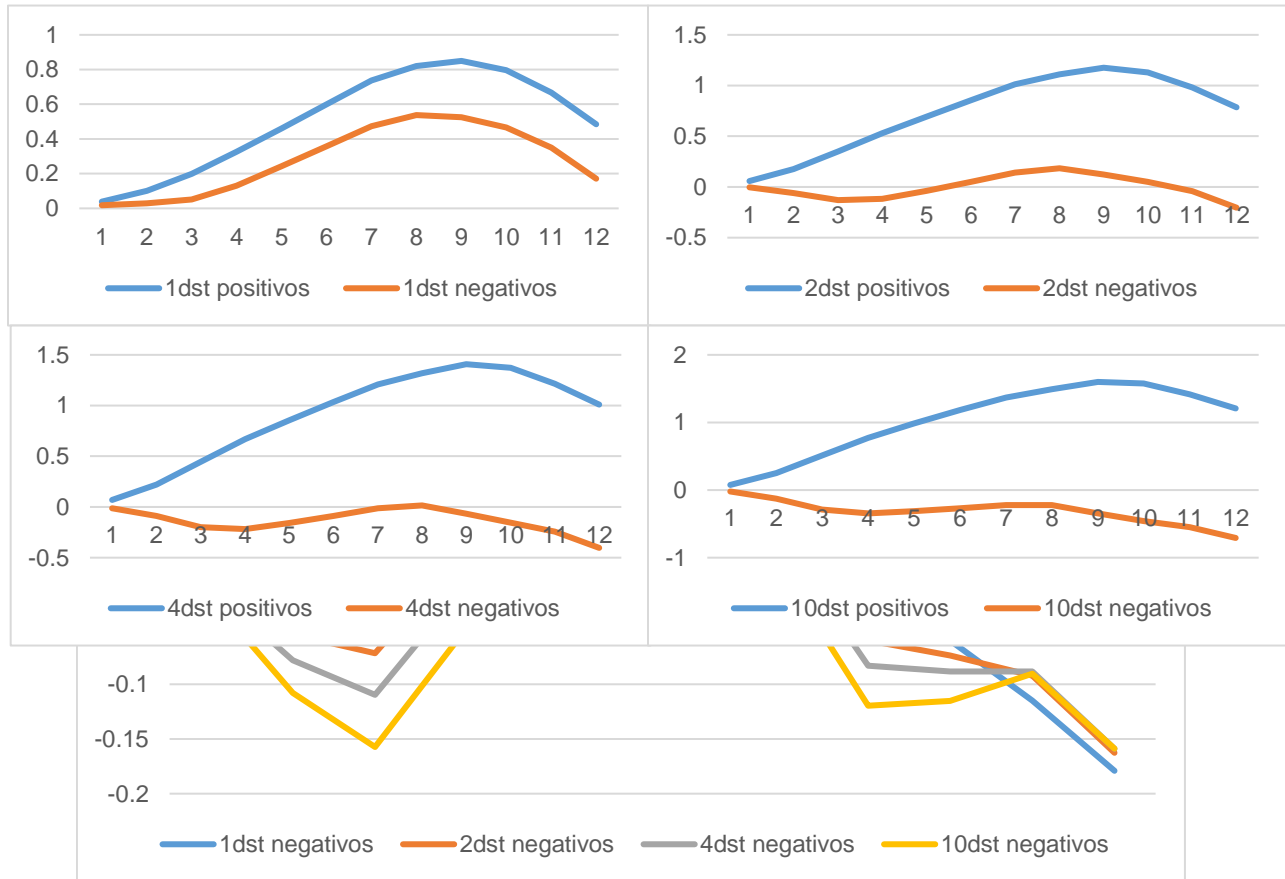 1
0.8
0.6
0.4
0.2
0
1 2 3 4 5 6 7 8 9 10 11 12
1dst positivos 1dst negativos
1.5
1
0.5
0
-0.5
1 2 3 4 5 6 7 8 9 10 11 12
2dst positivos 2dst negativos
1.5
1
0.5
0
-0.5
1 2 3 4 5 6 7 8 9 10 11 12
4dst positivos 4dst negativos
2
1
0
-1
1 2 3 4 5 6 7 8 9 10 11 12
10dst positivos 10dst negativos
-0.1
-0.15
-0.2
1dst negativos 2dst negativos 4dst negativos 10dst negativos